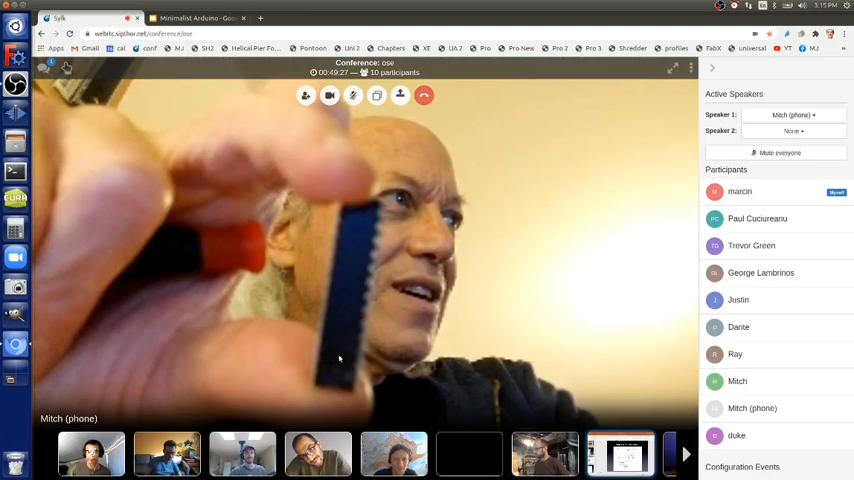 3:15 PM
Sylk
Minimalist Arduino - Goo
webrtc.sipthor.net/conference/ose
Apps
Gmail
cal
conf
MJ
SH2
Helical Pier Fo...
Pontoon
Uni 2
Chapters
XE
UA 2
Pro
Pro New
Pro 2
Pro 3
Shredder
profiles
FabX
universal
YT
MJ
Conference: ose
00:49:27 — 10 participants
Mitch (phone)
Active Speakers
Speaker 1: Mitch (phone)
Speaker 2: None
Mute everyone
Participants
M marcin Myself
PC Paul Cuciureanu
TG Trevor Green
GL George Lambrinos
J Justin
D Dante
R Ray
M Mitch
Mitch (phone)
D duke
Configuration Events
CURA